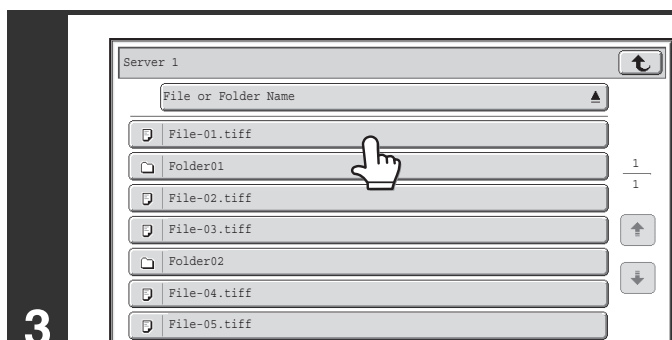 Server 1
File or Folder Name
File-01.tiff
Folder01
1
1
File-02.tiff
File-03.tiff
Folder02
File-04.tiff
3
File-05.tiff